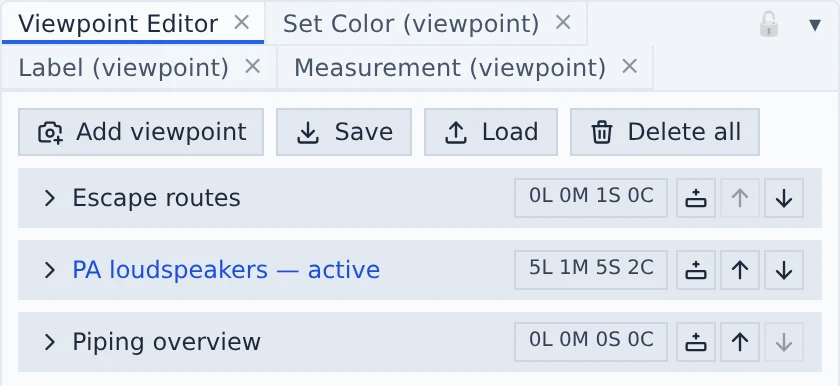 Viewpoint Editor Set Color (viewpoint)
Label (viewpoint) Measurement (viewpoint)
Add viewpoint Save Load Delete all
Escape routes 0L 0M 1S 0C
PA loudspeakers — active 5L 1M 5S 2C
Piping overview 0L 0M 0S 0C